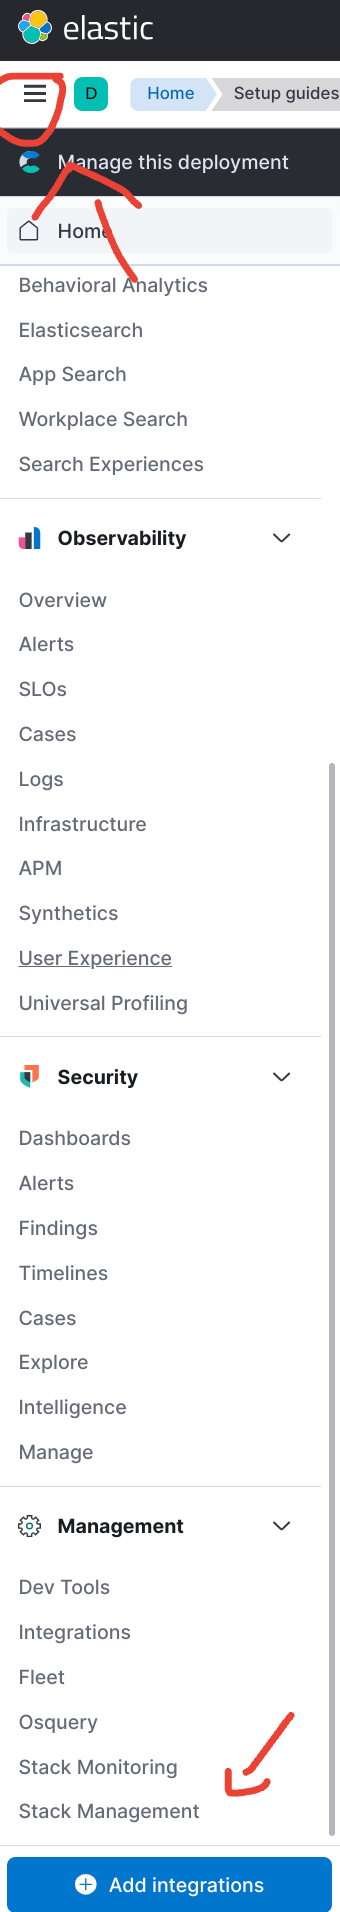 elastic
D Home Setup guides
Manage this deployment
Home
Behavioral Analytics
Elasticsearch
App Search
Workplace Search
Search Experiences
Observability
Overview
Alerts
SLOs
Cases
Logs
Infrastructure
APM
Synthetics
User Experience
Universal Profiling
Security
Dashboards
Alerts
Findings
Timelines
Cases
Explore
Intelligence
Manage
Management
Dev Tools
Integrations
Fleet
Osquery
Stack Monitoring
Stack Management
Add integrations